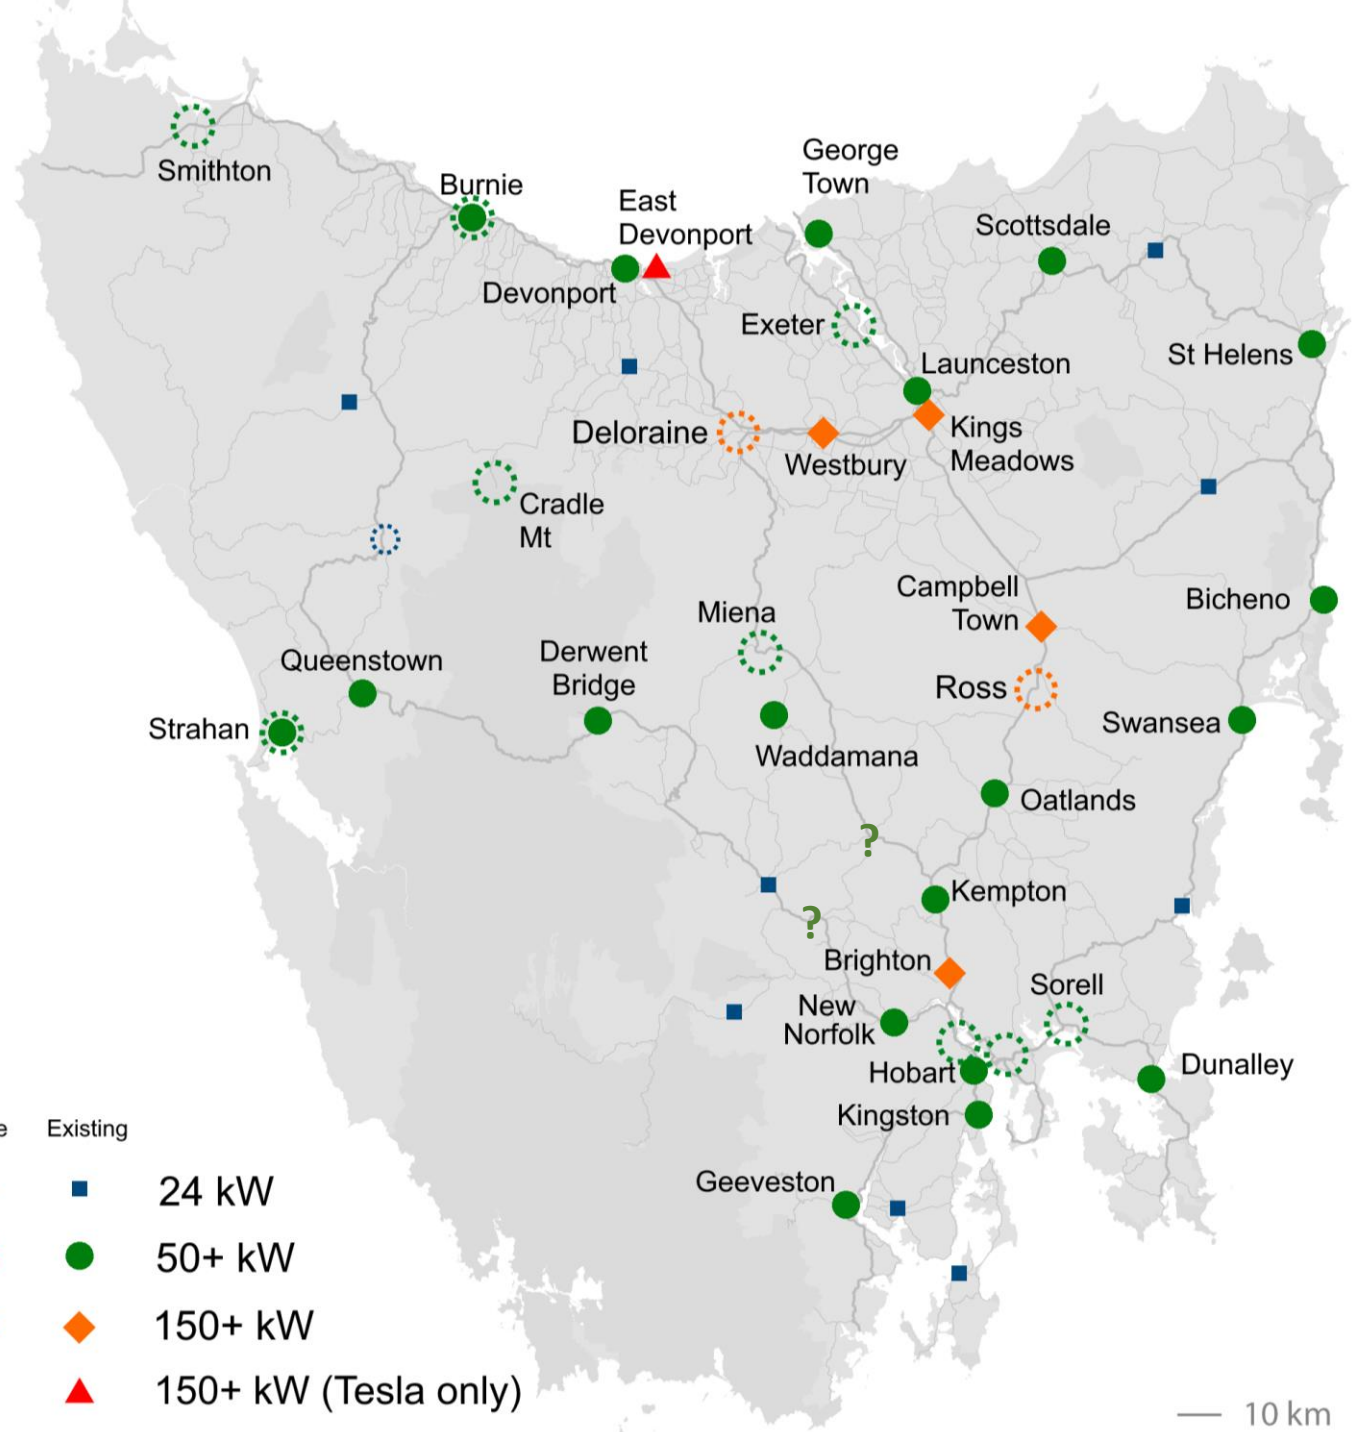 George
Town
Smithton
Burnie
East
Devonport
Scottsdale
Devonport
Exeter
St Helens
Launceston
Deloraine
Kings
Meadows
Westbury
Cradle
Mt
Campbell
Town
Bicheno
Miena
Queenstown
Derwent
Bridge
Ross
Strahan
Swansea
Waddamana
Oatlands
?
Kempton
?
Brighton
Sorell
New
Norfolk
Hobart
Dunalley
Kingston
e Existing
Geeveston
24 kW
50+ kW
150+ kW
150+ kW (Tesla only)
10 km